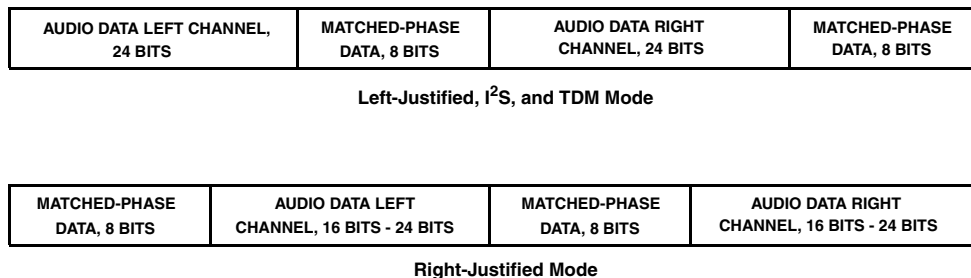 AUDIO DATA LEFT CHANNEL,
24 BITS
MATCHED-PHASE
DATA, 8 BITS
AUDIO DATA RIGHT
CHANNEL, 24 BITS
MATCHED-PHASE
DATA, 8 BITS
Left-Justified, I²S, and TDM Mode
MATCHED-PHASE
DATA, 8 BITS
AUDIO DATA LEFT
CHANNEL, 16 BITS - 24 BITS
MATCHED-PHASE
DATA, 8 BITS
AUDIO DATA RIGHT
CHANNEL, 16 BITS - 24 BITS
Right-Justified Mode